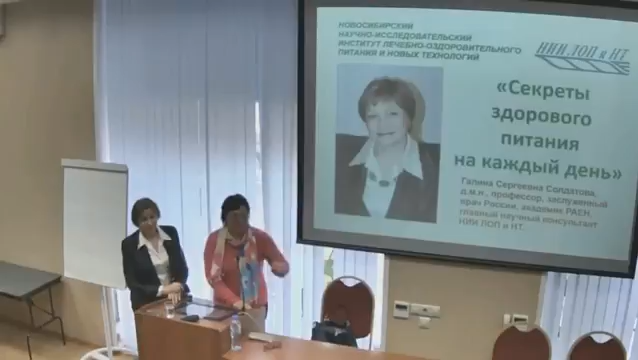 НОВОСИБИРСКИЙ
НАУЧНО-ИССЛЕДОВАТЕЛЬСКИЙ
ИНСТИТУТ ЛЕЧЕБНО-ОЗДОРОВИТЕЛЬНОГО
ПИТАНИЯ И НОВЫХ ТЕХНОЛОГИЙ
НИИ ЛОП и НТ
«Секреты
здорового
питания
на каждый день»
Галина Сергеевна Солдатова,
д.м.н., профессор, заслуженный
врач России, академик РАЕН,
главный научный консультант
НИИ ЛОП и НТ.